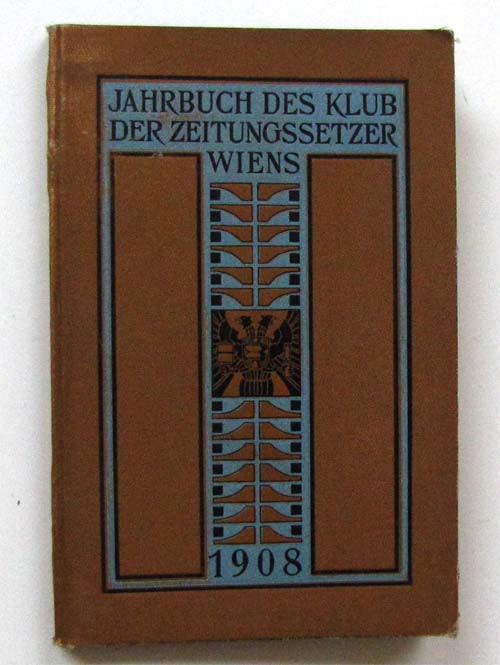 JAHRBUCH DES KLUB
DER ZEITUNGSSETZER
WIENS
1908